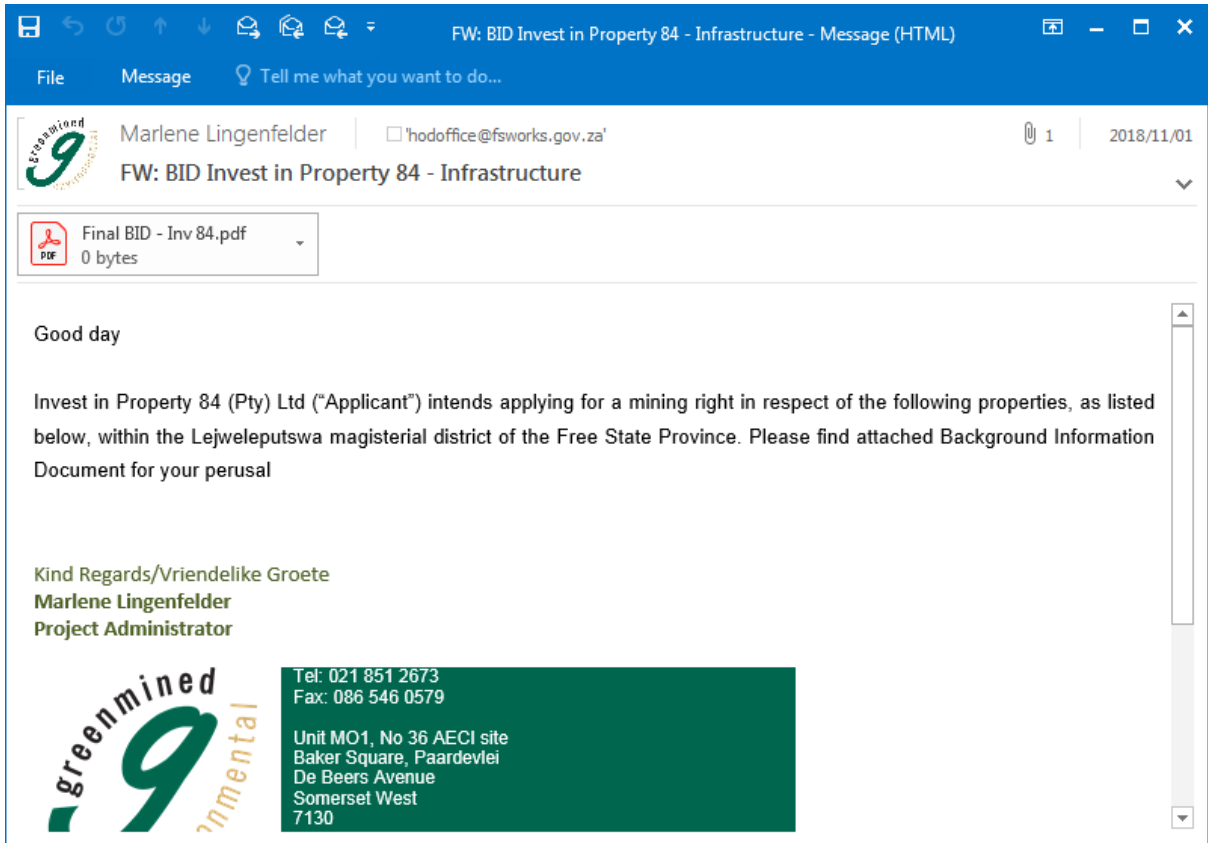 FW: BID Invest in Property 84 - Infrastructure - Message (HTML)
File Message Tell me what you want to do...
greenmined
Marlene Lingenfelder 'hodoffice@fsworks.gov.za' 1 2018/11/01
FW: BID Invest in Property 84 - Infrastructure
PDF
Final BID - Inv 84.pdf
0 bytes
Good day
Invest in Property 84 (Pty) Ltd (“Applicant”) intends applying for a mining right in respect of the following properties, as listed
below, within the Lejweleputswa magisterial district of the Free State Province. Please find attached Background Information
Document for your perusal
Kind Regards/Vriendelike Groete
Marlene Lingenfelder
Project Administrator
greenmined
onmental
Tel: 021 851 2673
Fax: 086 546 0579
Unit MO1, No 36 AECI site
Baker Square, Paardevlei
De Beers Avenue
Somerset West
7130